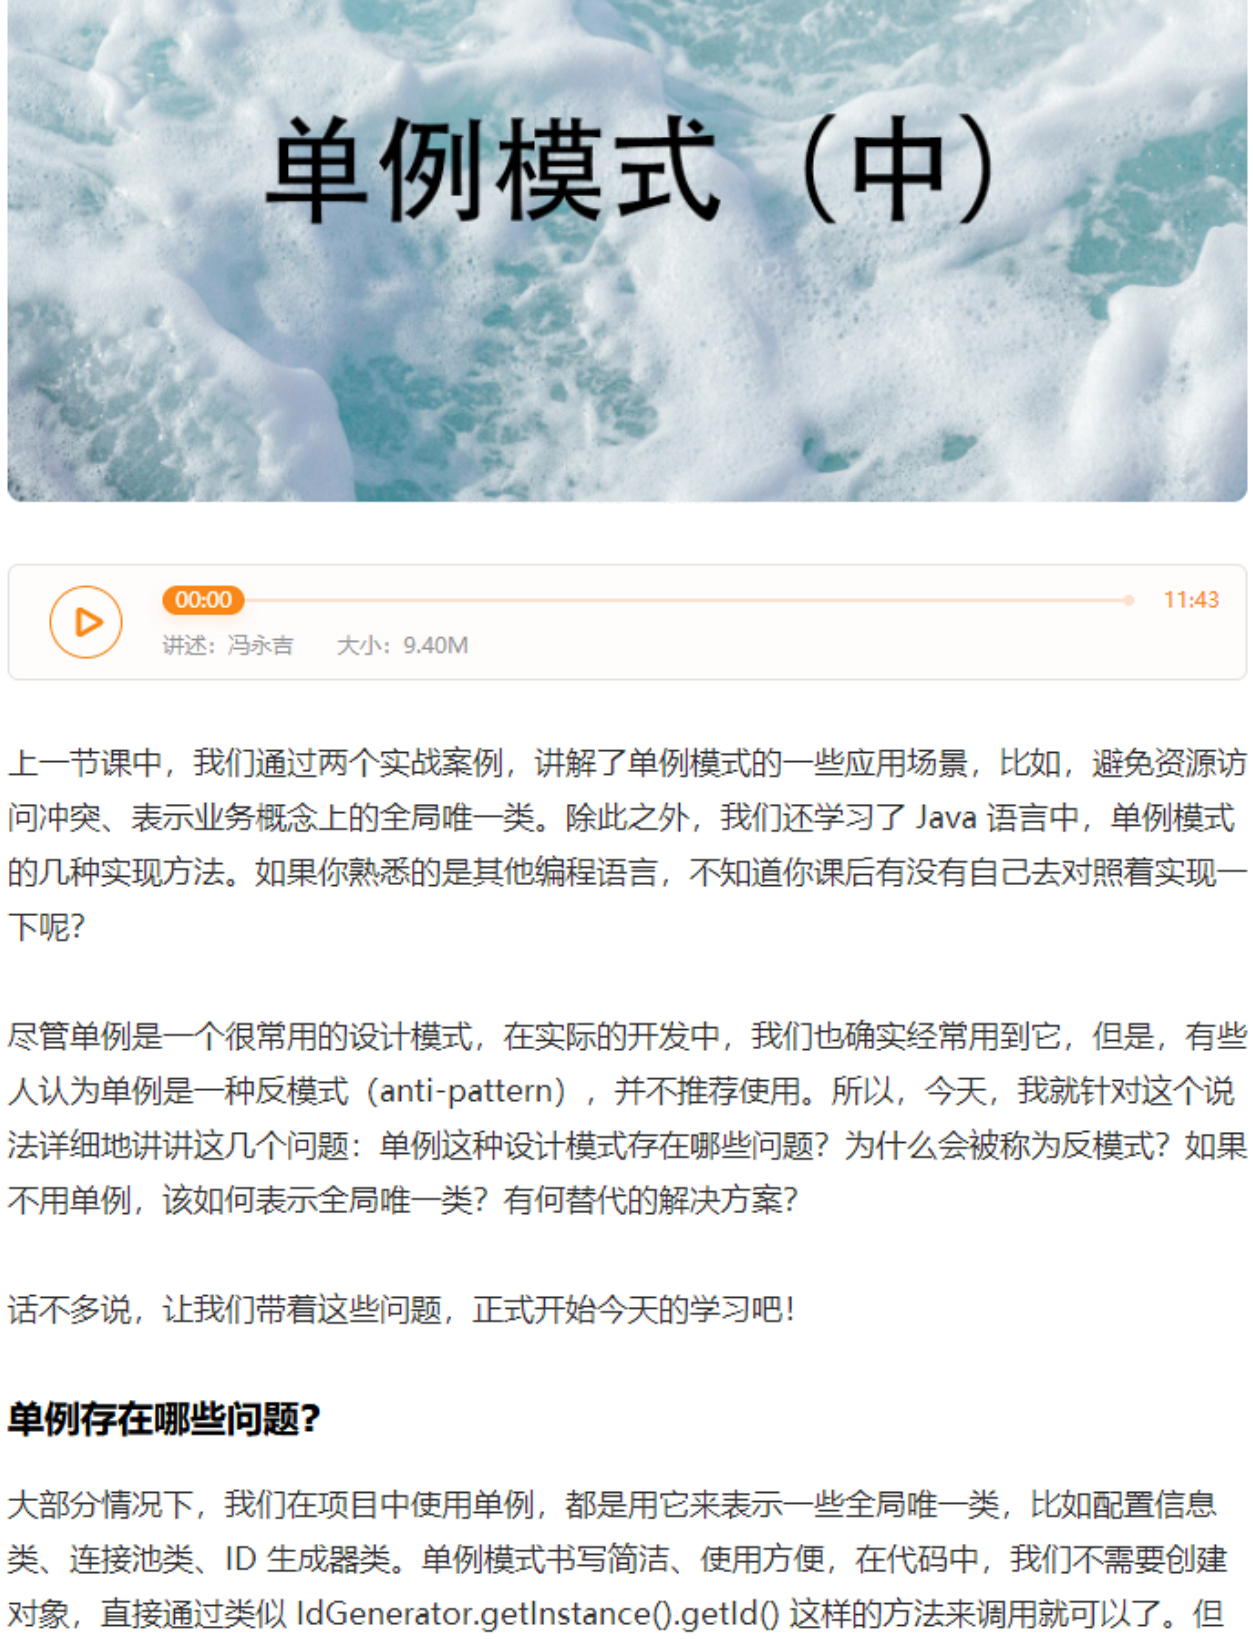 单例模式（中）
00:00
11:43
讲述：冯永吉 大小：9.40M
上一节课中，我们通过两个实战案例，讲解了单例模式的一些应用场景，比如，避免资源访
问冲突、表示业务概念上的全局唯一类。除此之外，我们还学习了 Java 语言中，单例模式
的几种实现方法。如果你熟悉的是其他编程语言，不知道你课后有没有自己去对照着实现一
下呢？
尽管单例是一个很常用的设计模式，在实际的开发中，我们也确实经常用到它，但是，有些
人认为单例是一种反模式（anti-pattern），并不推荐使用。所以，今天，我就针对这个说
法详细地讲讲这几个问题：单例这种设计模式存在哪些问题？为什么会被称为反模式？如果
不用单例，该如何表示全局唯一类？有何替代的解决方案？
话不多说，让我们带着这些问题，正式开始今天的学习吧！
单例存在哪些问题？
大部分情况下，我们在项目中使用单例，都是用它来表示一些全局唯一类，比如配置信息
类、连接池类、ID 生成器类。单例模式书写简洁、使用方便，在代码中，我们不需要创建
对象，直接通过类似 IdGenerator.getInstance().getId() 这样的方法来调用就可以了。但